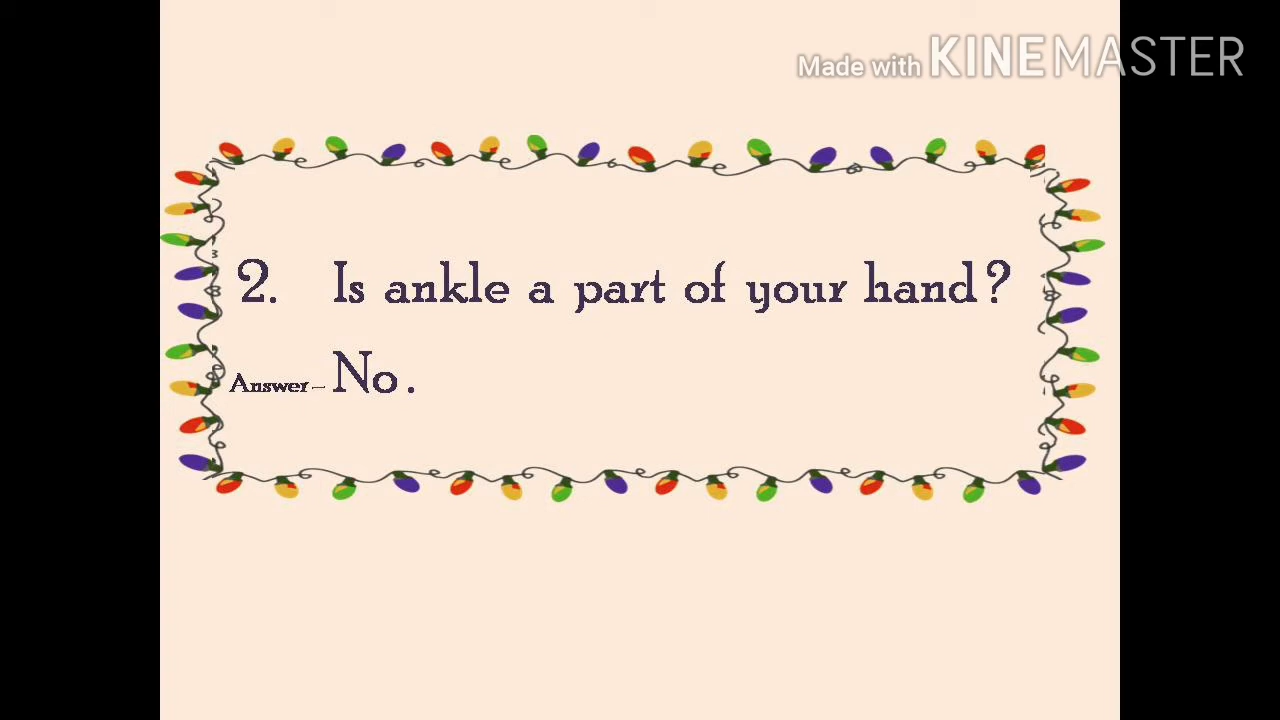 Made with KINEMASTER
2. Is ankle a part of your hand?
Answer – No.